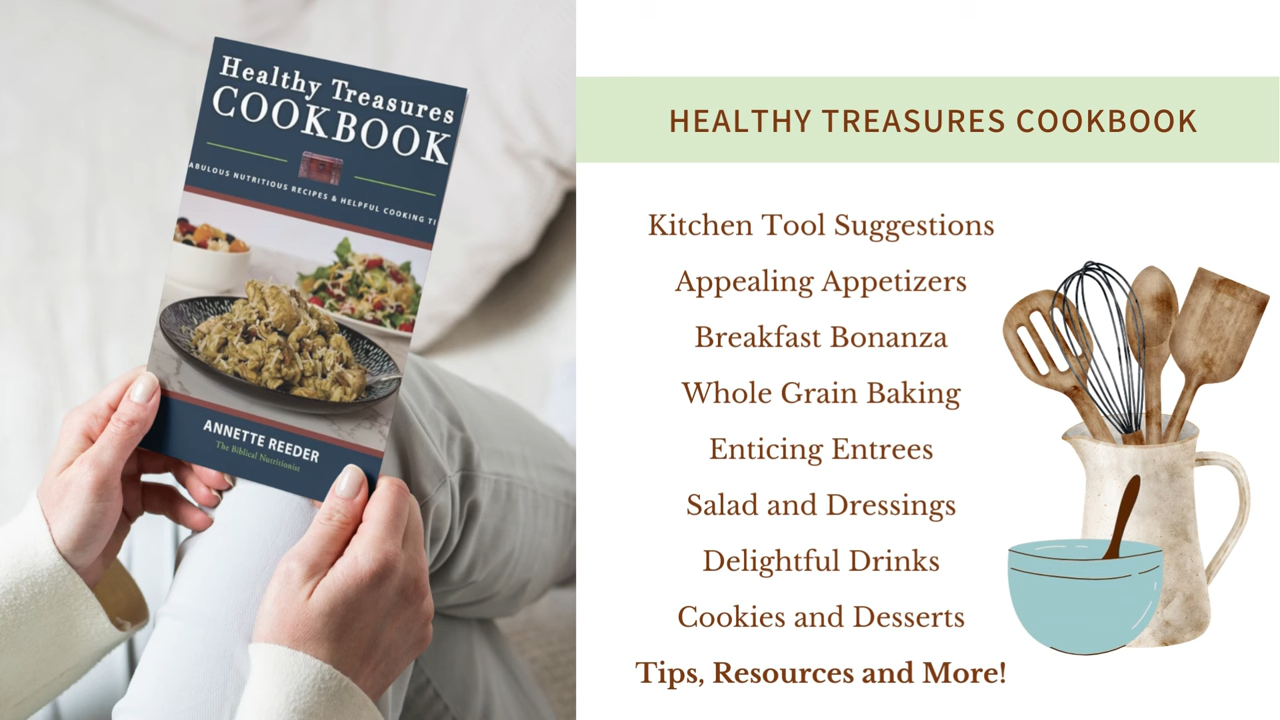 Healthy Treasures
COOKBOOK
NUTRITIOUS RECIPES & HELPFUL COOKING
ANNETTE REEDER
The Biblical Nutritionist
HEALTHY TREASURES COOKBOOK
Kitchen Tool Suggestions
Appealing Appetizers
Breakfast Bonanza
Whole Grain Baking
Enticing Entrees
Salad and Dressings
Delightful Drinks
Cookies and Desserts
Tips, Resources and More!